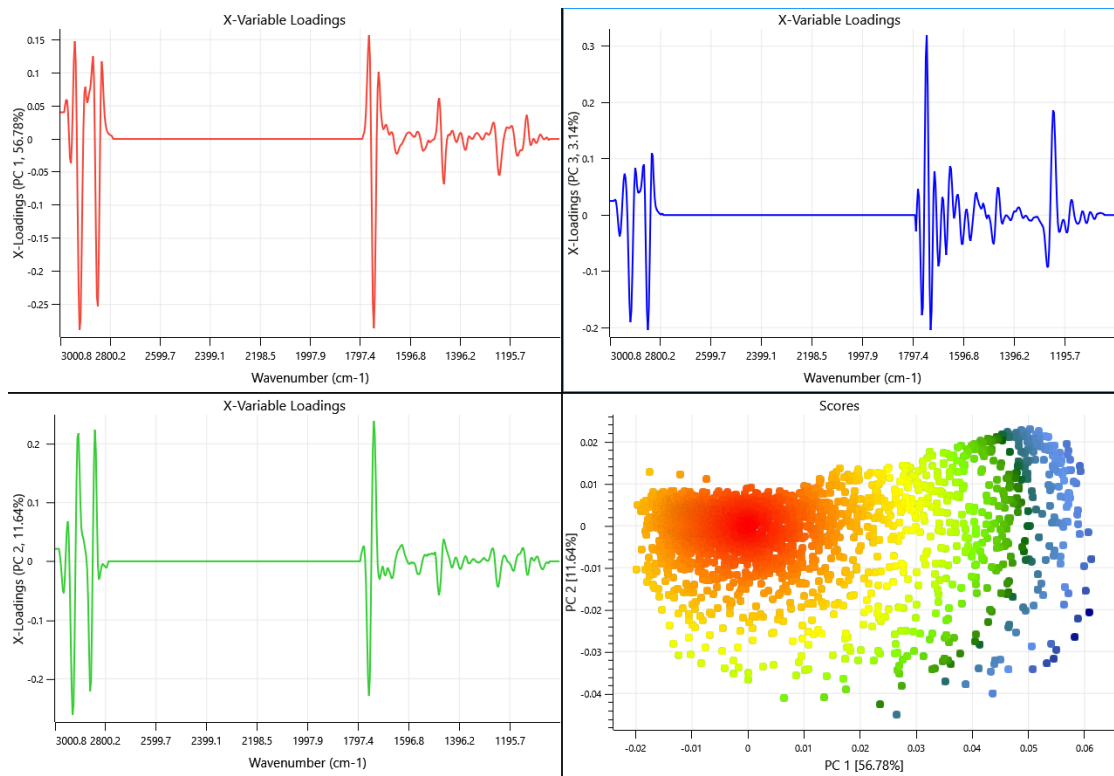 X-Variable Loadings
0.15
0.1
0.05
0
-0.05
-0.1
-0.15
-0.2
-0.25
X-Loadings (PC 1, 56.78%)
3000.8 2800.2 2599.7 2399.1 2198.5 1997.9 1797.4 1596.8 1396.2 1195.7
Wavenumber (cm-1)
X-Variable Loadings
0.3
0.2
0.1
0
-0.1
-0.2
X-Loadings (PC 3, 3.14%)
3000.8 2800.2 2599.7 2399.1 2198.5 1997.9 1797.4 1596.8 1396.2 1195.7
Wavenumber (cm-1)
X-Variable Loadings
0.2
0.1
0
-0.1
-0.2
X-Loadings (PC 2, 11.64%)
3000.8 2800.2 2599.7 2399.1 2198.5 1997.9 1797.4 1596.8 1396.2 1195.7
Wavenumber (cm-1)
Scores
0.02
0.01
0
-0.01
-0.02
-0.03
-0.04
PC 2 [11.64%]
-0.02 -0.01 0 0.01 0.02 0.03 0.04 0.05 0.06
PC 1 [56.78%]